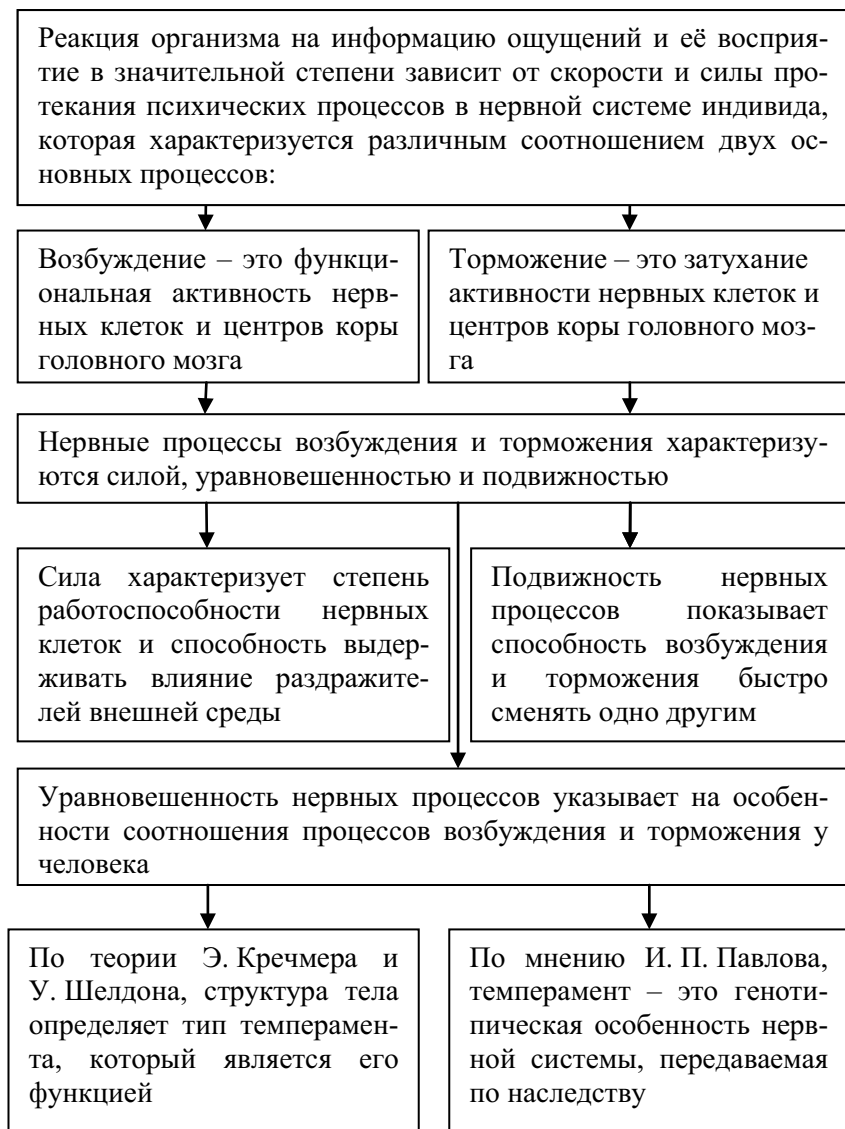 Реакция организма на информацию ощущений и её восприя-
тие в значительной степени зависит от скорости и силы про-
текания психических процессов в нервной системе индивида,
которая характеризуется различным соотношением двух ос-
новных процессов:
Возбуждение – это функци-
ональная активность нерв-
ных клеток и центров коры
головного мозга
Торможение – это затухание
активности нервных клеток и
центров коры головного моз-
га
Нервные процессы возбуждения и торможения характеризу-
ются силой, уравновешенностью и подвижностью
Сила характеризует степень
работоспособности нервных
клеток и способность выдер-
живать влияние раздражите-
лей внешней среды
Подвижность нервных
процессов показывает
способность возбуждения
и торможения быстро
сменять одно другим
Уравновешенность нервных процессов указывает на особен-
ности соотношения процессов возбуждения и торможения у
человека
По теории Э. Кречмера и
У. Шелдона, структура тела
определяет тип темперамен-
та, который является его
функцией
По мнению И. П. Павлова,
темперамент – это геноти-
пическая особенность нерв-
ной системы, передаваемая
по наследству